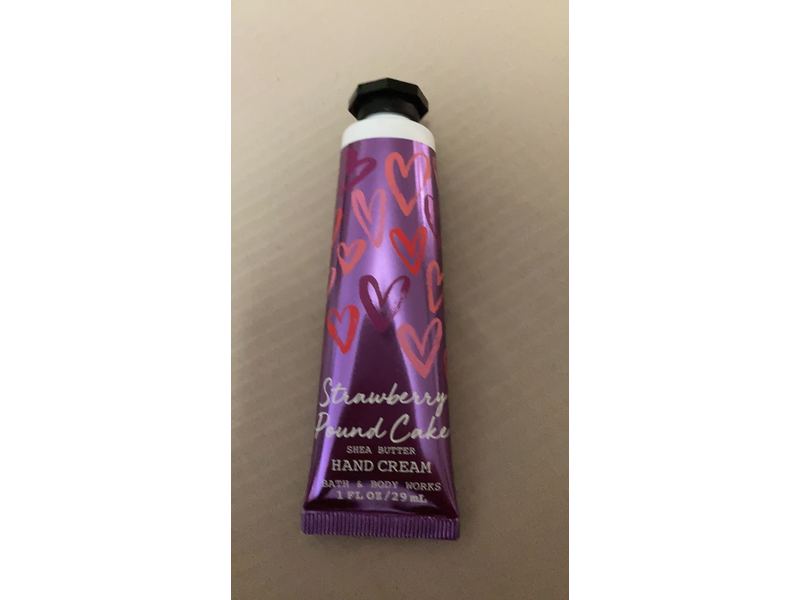 Strawberry
Pound Cake
SHEA BUTTER
HAND CREAM
BATH & BODY WORKS
1 FL OZ/29 mL